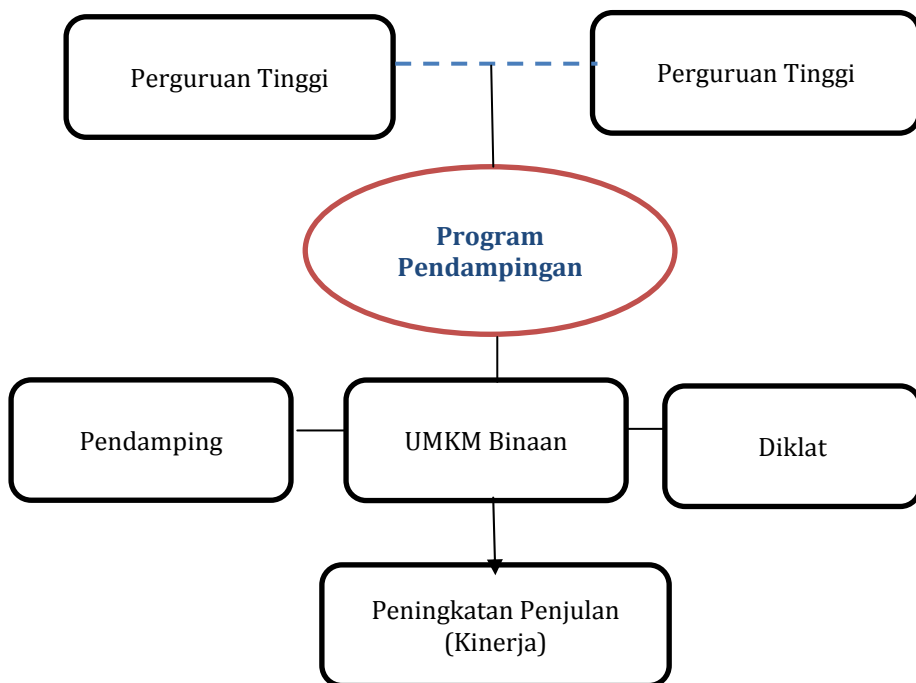 Perguruan Tinggi
Perguruan Tinggi
Program
Pendampingan
Pendamping
UMKM Binaan
Diklat
Peningkatan Penjulan
(Kinerja)